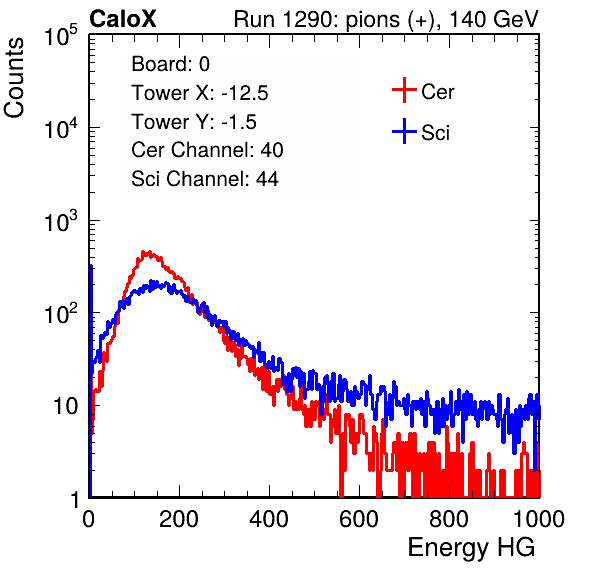 CaloX Run 1290: pions (+), 140 GeV
Counts
Board: 0
Tower X: -12.5
Tower Y: -1.5
Cer Channel: 40
Sci Channel: 44
Cer
Sci
10^5
10^4
10^3
10^2
10
1
0 200 400 600 800 1000
Energy HG